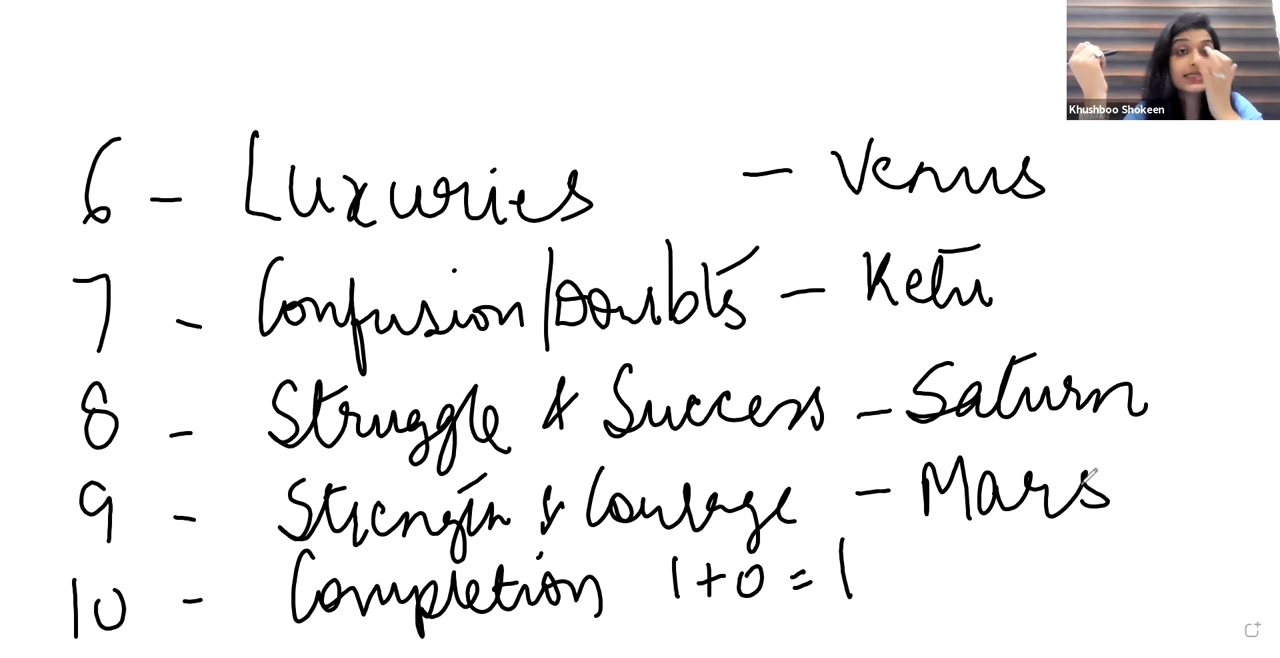 Khushboo Shokeen
6 - Luxuries - Venus
7 - Confusion/Doubts - Ketu
8 - Struggle & Success - Saturn
9 - Strength & Courage - Mars
10 - Completion 1+0=1